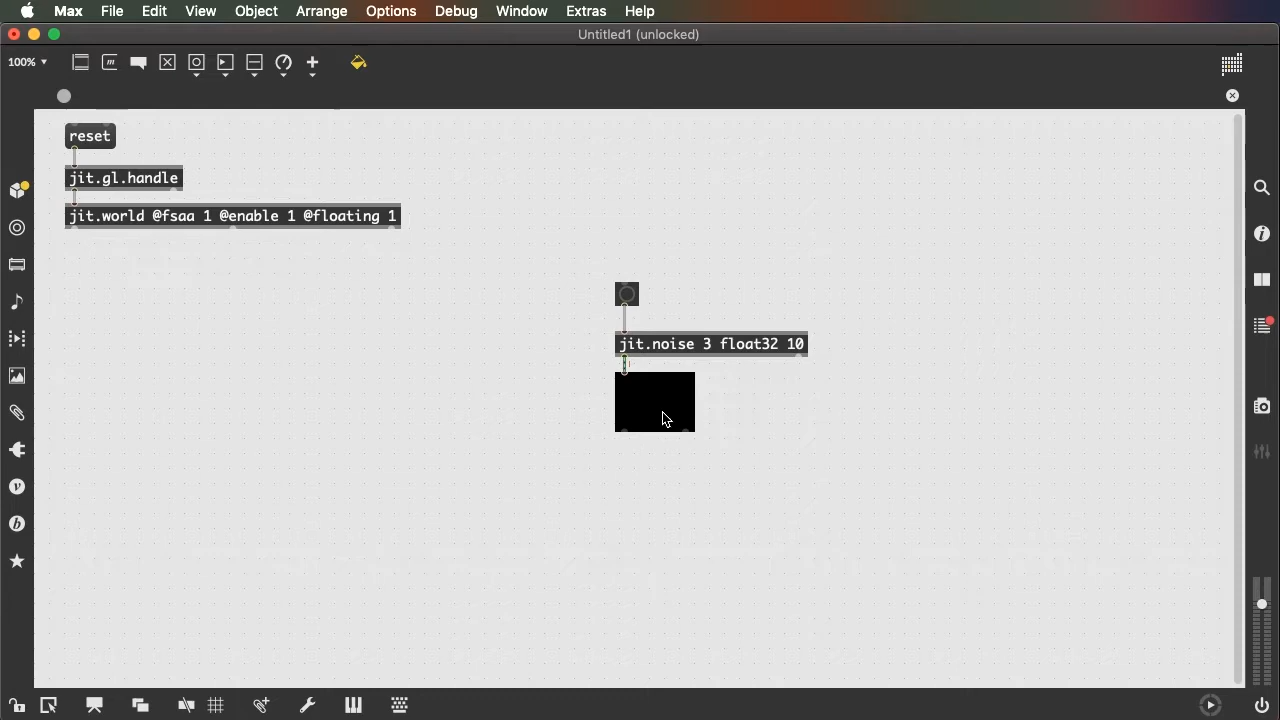 Max File Edit View Object Arrange Options Debug Window Extras Help
Untitled1 (unlocked)
100%
reset
jit.gl.handle
jit.world @fsaa 1 @enable 1 @floating 1
jit.noise 3 float32 10